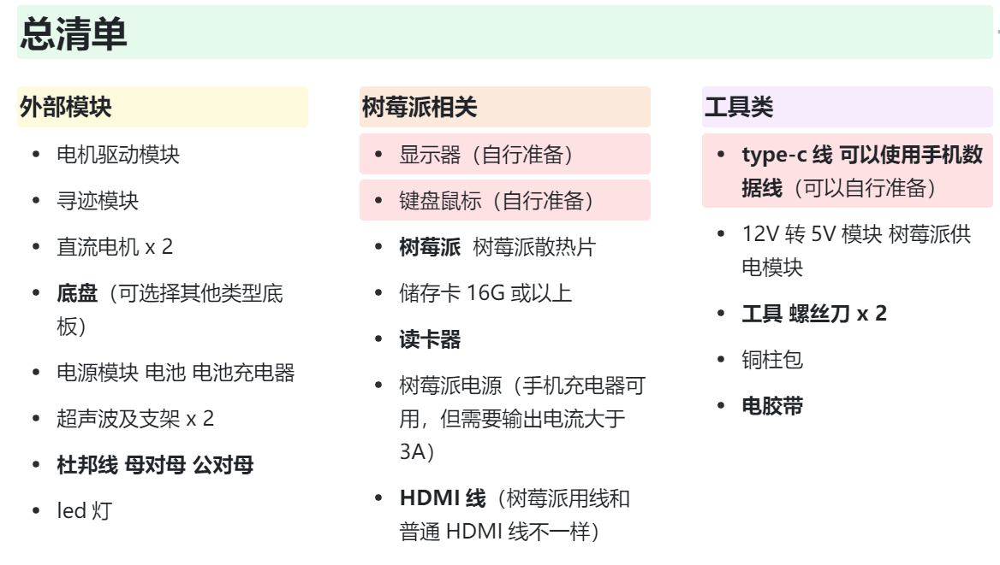 总清单
外部模块
• 电机驱动模块
• 寻迹模块
• 直流电机 x 2
• 底盘（可选择其他类型底
板）
• 电源模块 电池 电池充电器
• 超声波及支架 x 2
• 杜邦线 母对母 公对母
• led 灯
树莓派相关
• 显示器（自行准备）
• 键盘鼠标（自行准备）
• 树莓派 树莓派散热片
• 储存卡 16G 或以上
• 读卡器
• 树莓派电源（手机充电器可
用，但需要输出电流大于
3A）
• HDMI 线（树莓派用线和
普通 HDMI 线不一样）
工具类
• type-c 线 可以使用手机数
据线（可以自行准备）
• 12V 转 5V 模块 树莓派供
电模块
• 工具 螺丝刀 x 2
• 铜柱包
• 电胶带